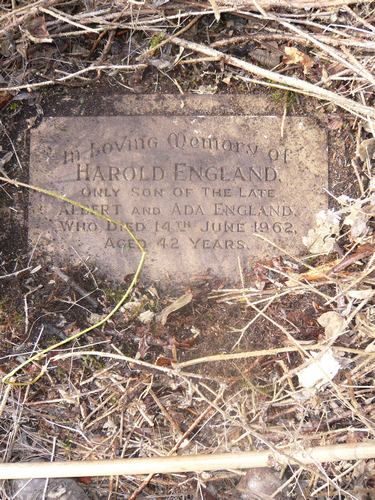 In Loving Memory of
HAROLD ENGLAND.
ONLY SON OF THE LATE
ALBERT AND ADA ENGLAND.
WHO DIED 14TH JUNE 1962,
AGED 42 YEARS.